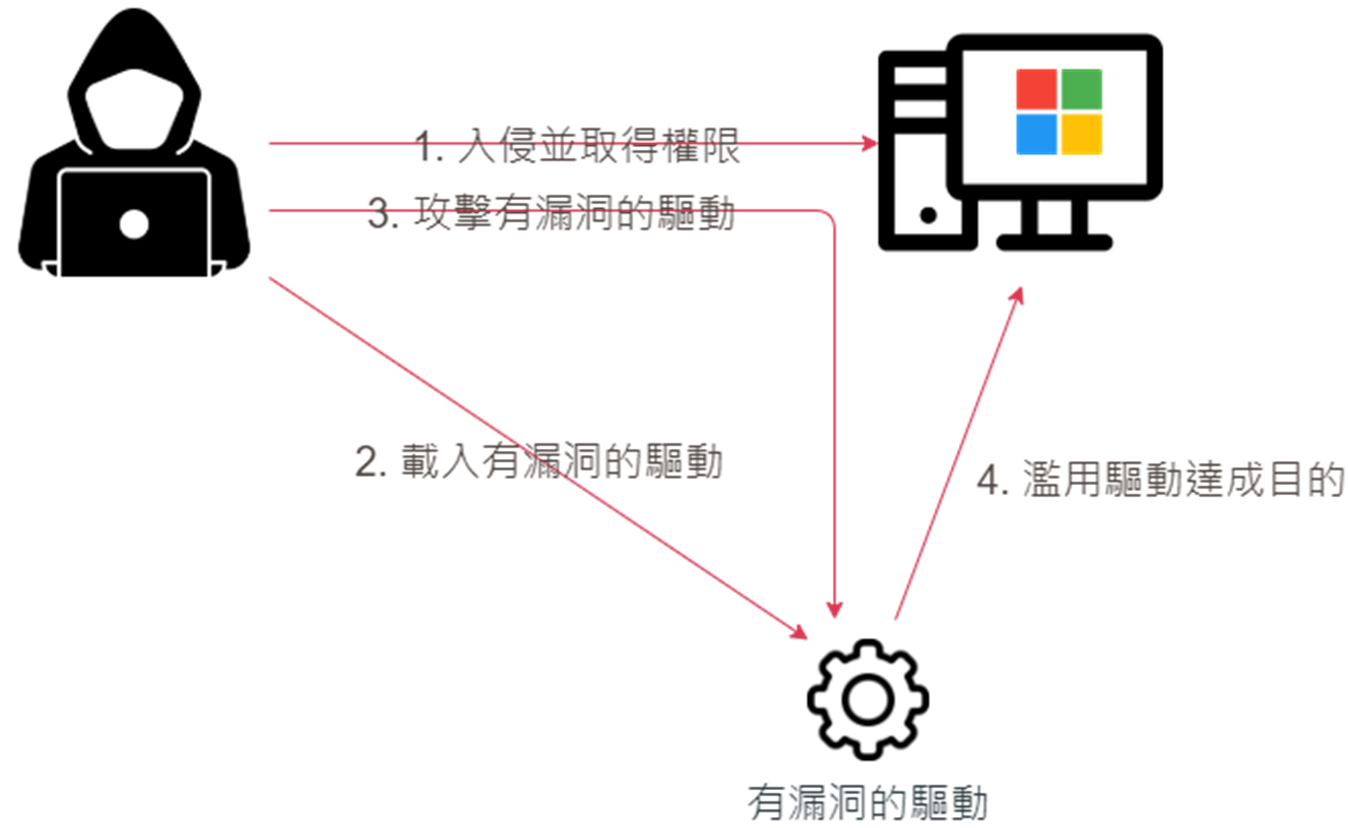 1. 入侵並取得權限
3. 攻擊有漏洞的驅動
2. 載入有漏洞的驅動
4. 濫用驅動達成目的
有漏洞的驅動